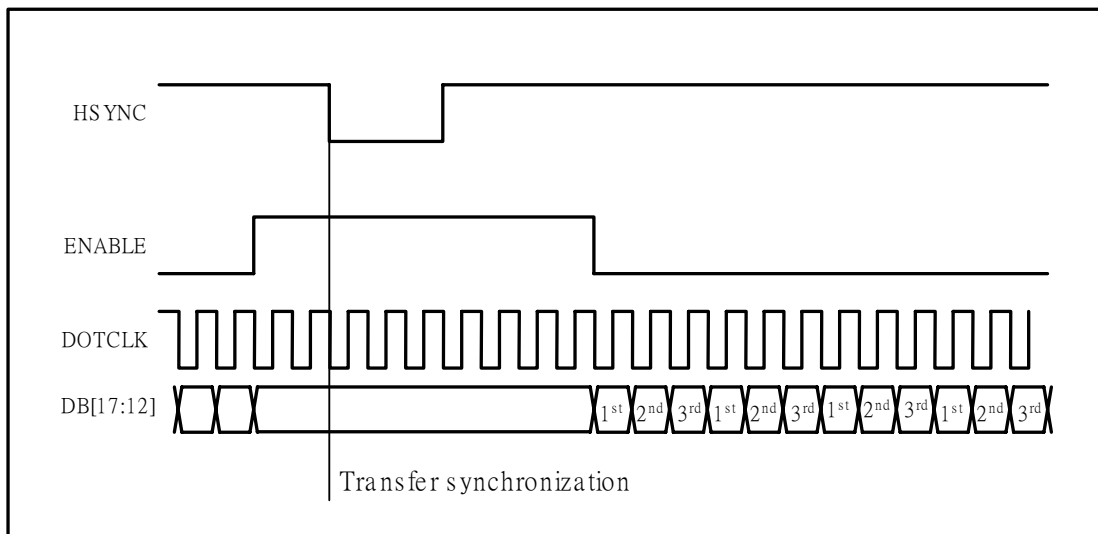 HSYNC
ENABLE
DOTCLK
DB[17:12] 1st 2nd 3rd 1st 2nd 3rd 1st 2nd 3rd 1st 2nd 3rd
Transfer synchronization